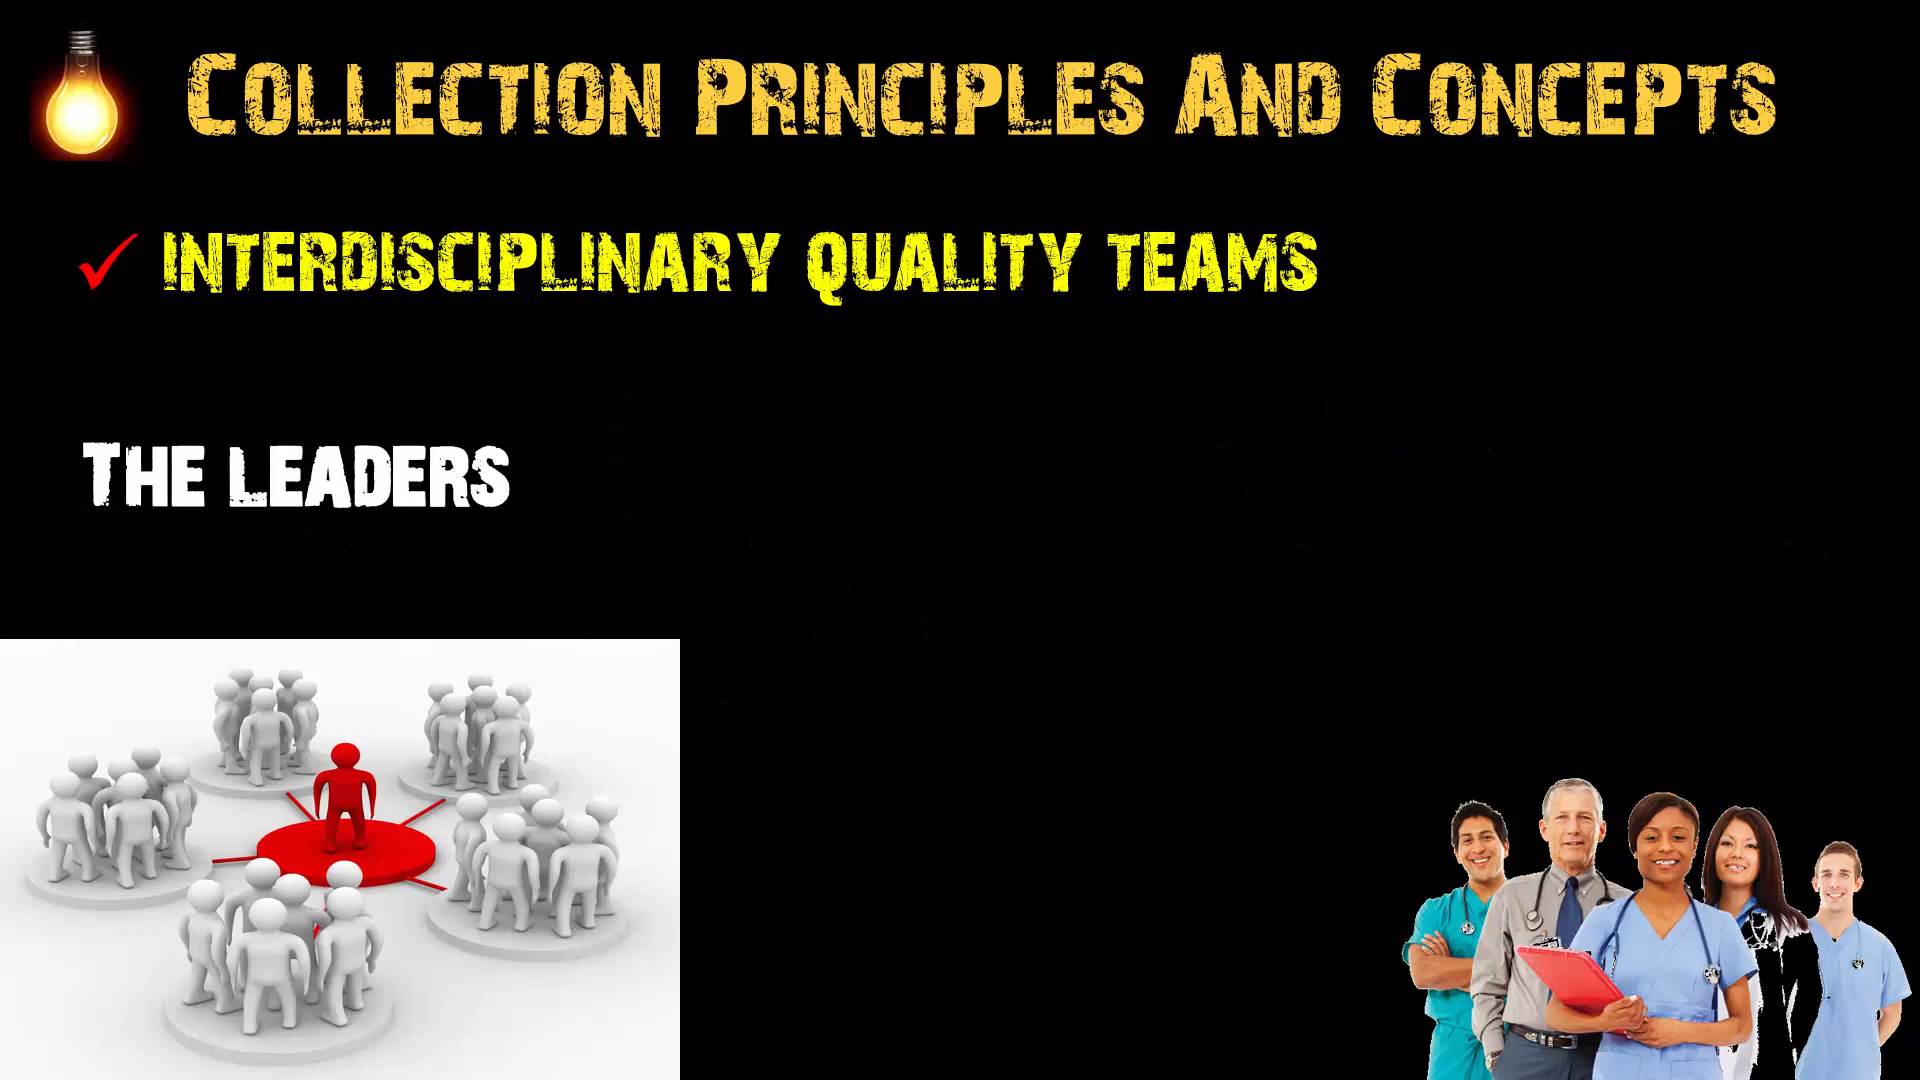 Collection Principles And Concepts
INTERDISCIPLINARY QUALITY TEAMS
The leaders